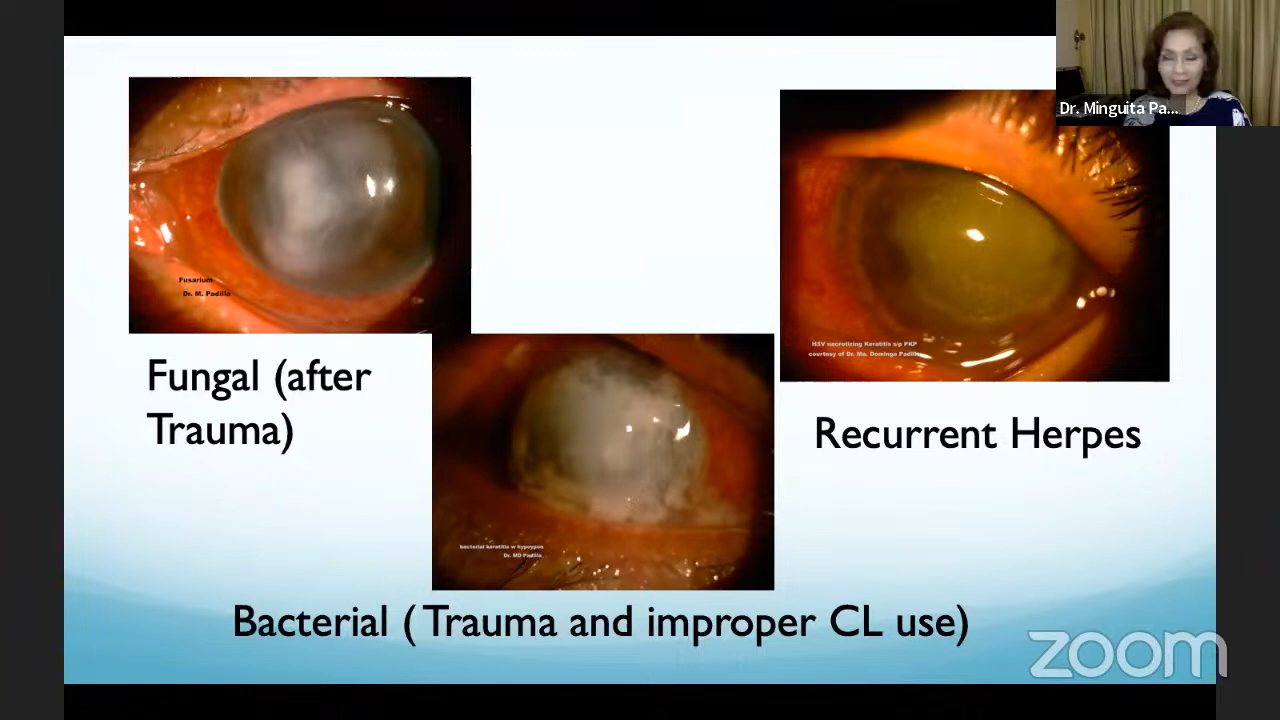 Dr. Minguita Pa...
Fusarium
Dr. M. Padilla
HSV necroticing Keratitis s/p PKP
courtesy of Dr. Ma. Dominga Padilla
Fungal (after
Trauma)
Recurrent Herpes
bacterial keratitis w hypopyon
Dr. MD Padilla
Bacterial ( Trauma and improper CL use)
zoom